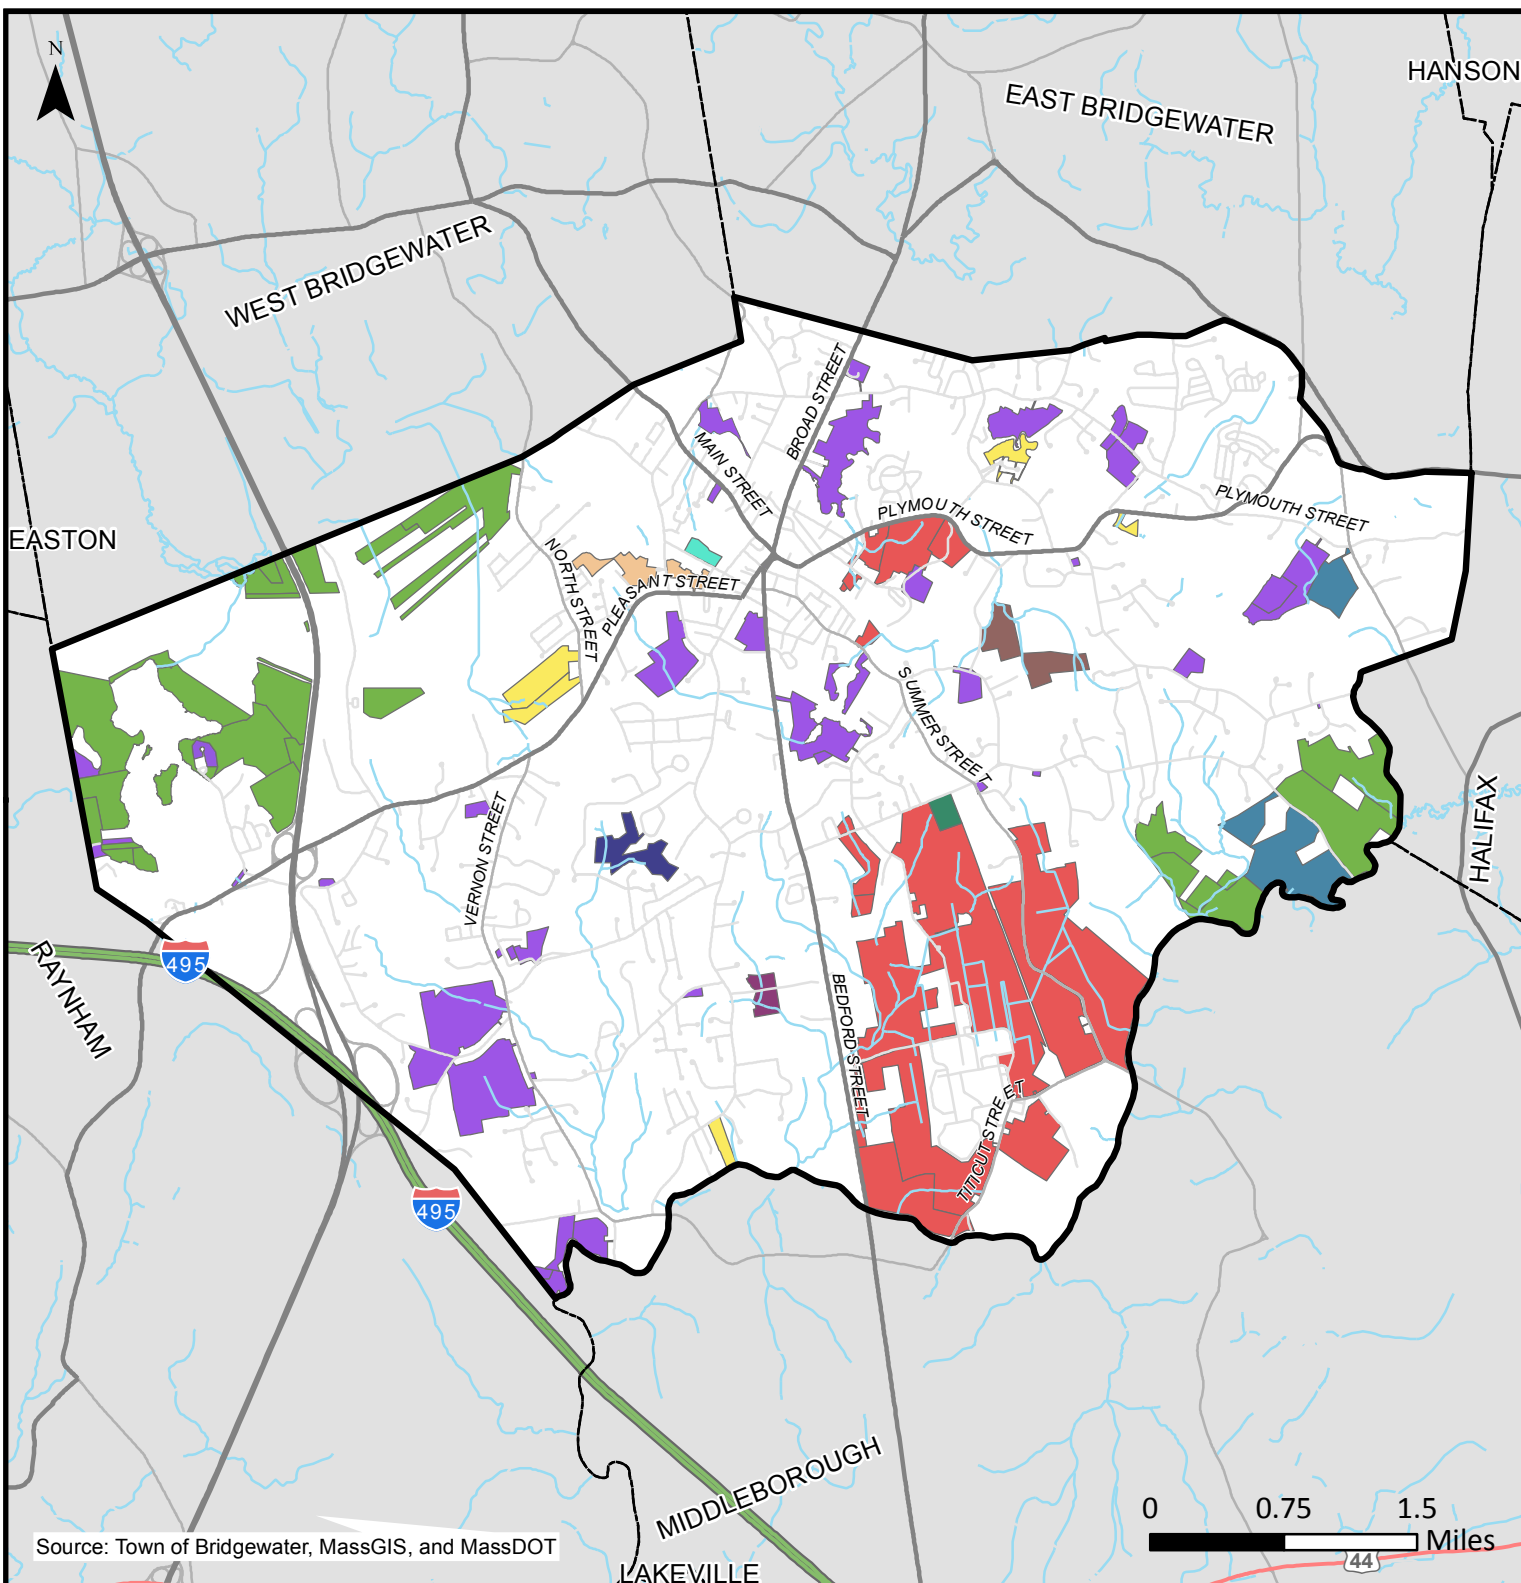 N
HANSON
EAST BRIDGEWATER
WEST BRIDGEWATER
BROAD STREET
MAIN STREET
PLYMOUTH STREET
PLYMOUTH STREET
EASTON
NORTH STREET
PLEASANT STREET
SUMMER STREET
HALIFAX
VERNON STREET
RAYNHAM
495
BEDFORD STREET
TITICUT STREET
495
MIDDLEBOROUGH
0 0.75 1.5
Miles
Source: Town of Bridgewater, MassGIS, and MassDOT
44
LAKEVILLE